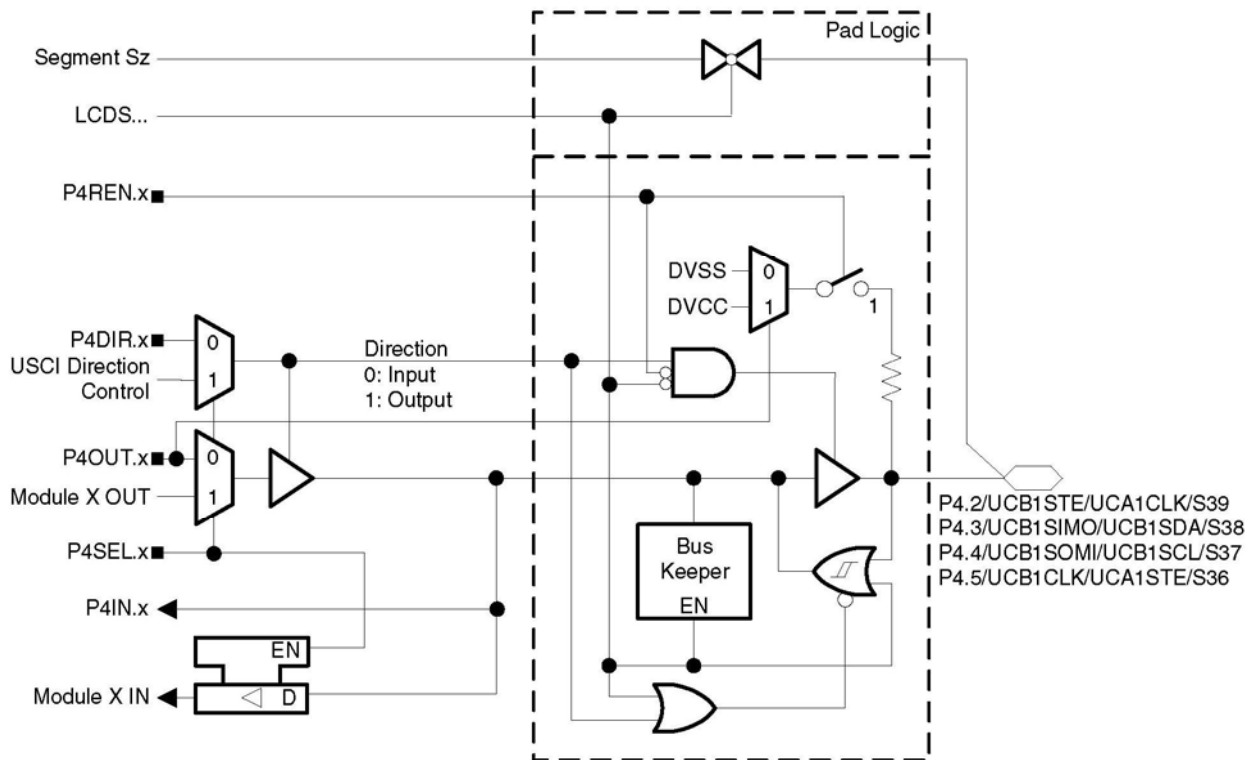 Pad Logic
Segment Sz
LCDS...
P4REN.x
DVSS
0
DVCC
1
1
P4DIR.x
0
USCI Direction
Control
1
Direction
0: Input
1: Output
P4OUT.x
0
Module X OUT
1
P4SEL.x
Bus
Keeper
EN
P4.2/UCB1STE/UCA1CLK/S39
P4.3/UCB1SIMO/UCB1SDA/S38
P4.4/UCB1SOMI/UCB1SCL/S37
P4.5/UCB1CLK/UCA1STE/S36
P4IN.x
EN
Module X IN
D